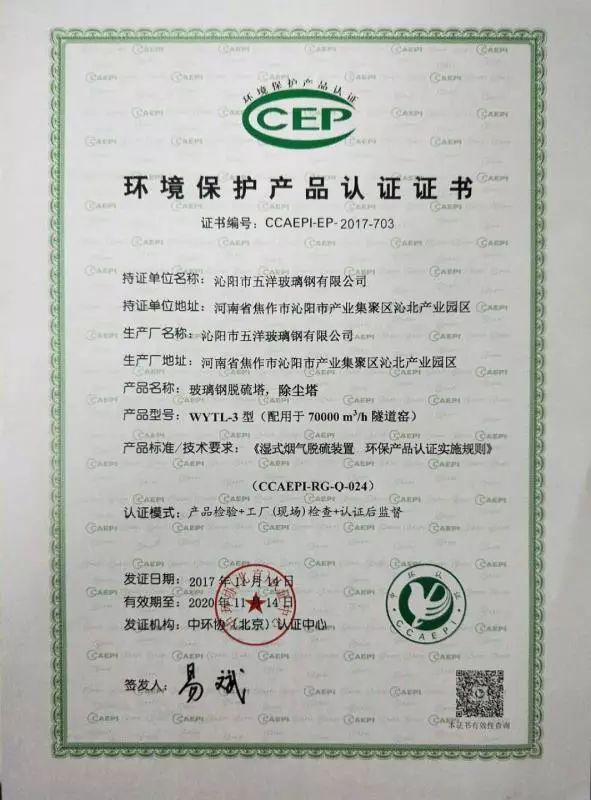 环境保护产品认证
CEP
环境保护产品认证证书
证书编号：CCAEPI-EP-2017-703
持证单位名称：沁阳市五洋玻璃钢有限公司
持证单位地址：河南省焦作市沁阳市产业集聚区沁北产业园区
生产厂名称：沁阳市五洋玻璃钢有限公司
生产厂地址：河南省焦作市沁阳市产业集聚区沁北产业园区
产品名称：玻璃钢脱硫塔，除尘塔
产品型号：WYTL-3 型（配用于 70000 m³/h 隧道窑）
产品标准/技术要求：《湿式烟气脱硫装置 环保产品认证实施规则》
（CCAEPI-RG-Q-024）
认证模式：产品检验+工厂(现场)检查+认证后监督
发证日期：2017 年 11 月 14 日
有效期至：2020 年 11 月 14 日
发证机构：中环协（北京）认证中心
中环认证
CCAEPI
签发人：易斌
本证书有效性查询